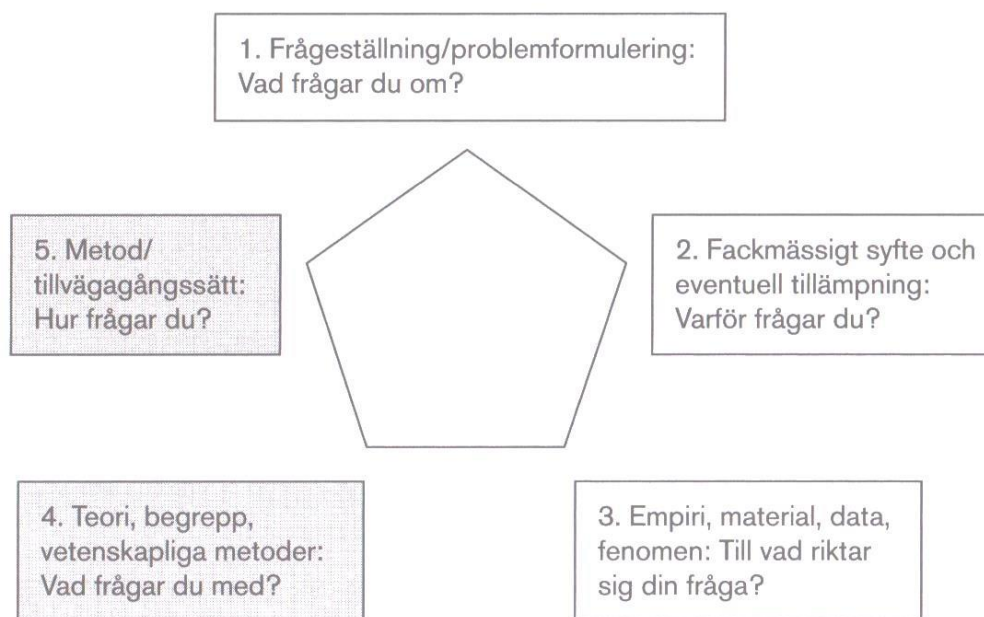 1. Frågeställning/problemformulering:
Vad frågar du om?
5. Metod/
tillvägagångssätt:
Hur frågar du?
2. Fackmässigt syfte och
eventuell tillämpning:
Varför frågar du?
4. Teori, begrepp,
vetenskapliga metoder:
Vad frågar du med?
3. Empiri, material, data,
fenomen: Till vad riktar
sig din fråga?